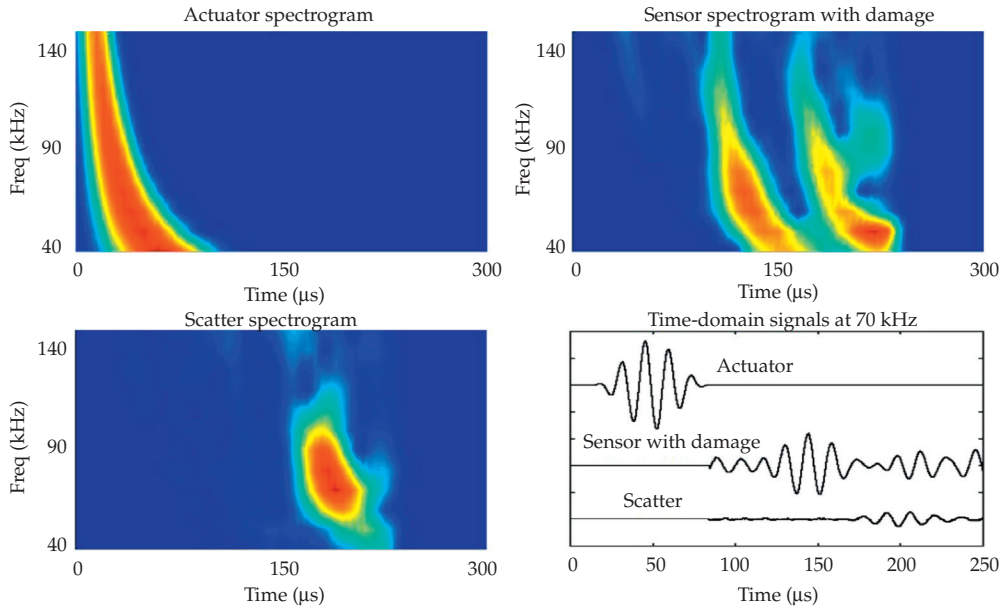 Actuator spectrogram
140
90
40
Freq (kHz)
0
150
300
Time (μs)
Sensor spectrogram with damage
140
90
40
Freq (kHz)
0
150
300
Time (μs)
Scatter spectrogram
140
90
40
Freq (kHz)
0
150
300
Time (μs)
Time-domain signals at 70 kHz
Actuator
Sensor with damage
Scatter
0
50
100
150
200
250
Time (μs)